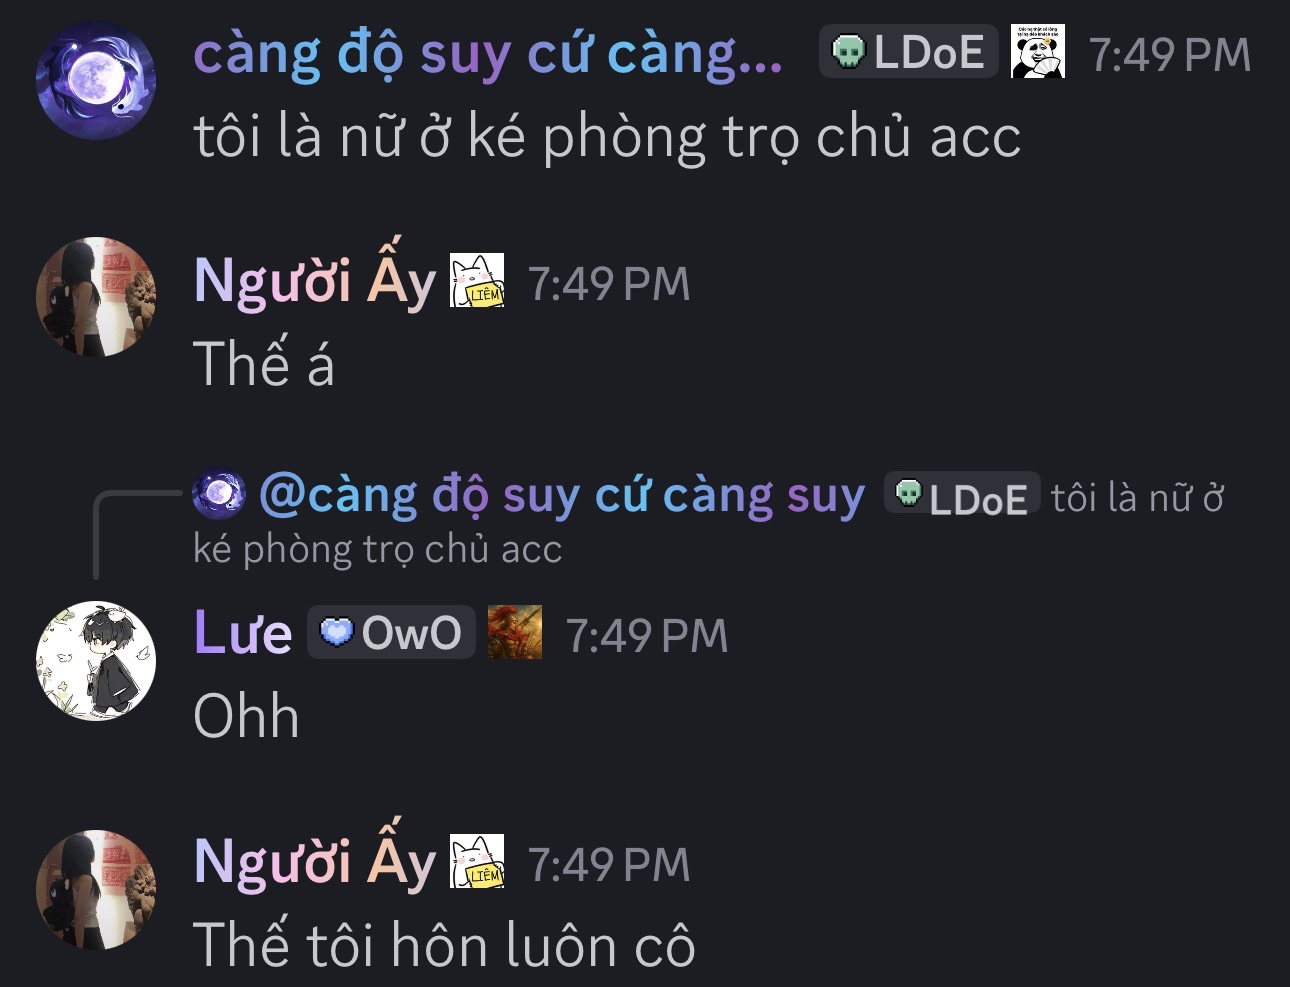 càng độ suy cứ càng... LDoE 7:49 PM
tôi là nữ ở ké phòng trọ chủ acc
Người Ấy LIÊM 7:49 PM
Thế á
@càng độ suy cứ càng suy LDoE tôi là nữ ở
ké phòng trọ chủ acc
Lưe OwO 7:49 PM
Ohh
Người Ấy LIÊM 7:49 PM
Thế tôi hôn luôn cô